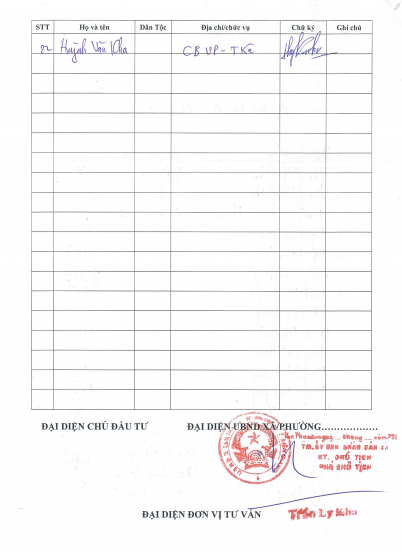 STT Họ và tên Dân Tộc Địa chỉ/chức vụ Chữ ký Ghi chú
02 Huỳnh Văn Kha CB VP - TKê
ĐẠI DIỆN CHỦ ĐẦU TƯ ĐẠI DIỆN UBND XÃ/PHƯỜNG………………
KT. CHỦ TỊCH
PHÓ CHỦ TỊCH
ĐẠI DIỆN ĐƠN VỊ TƯ VẤN